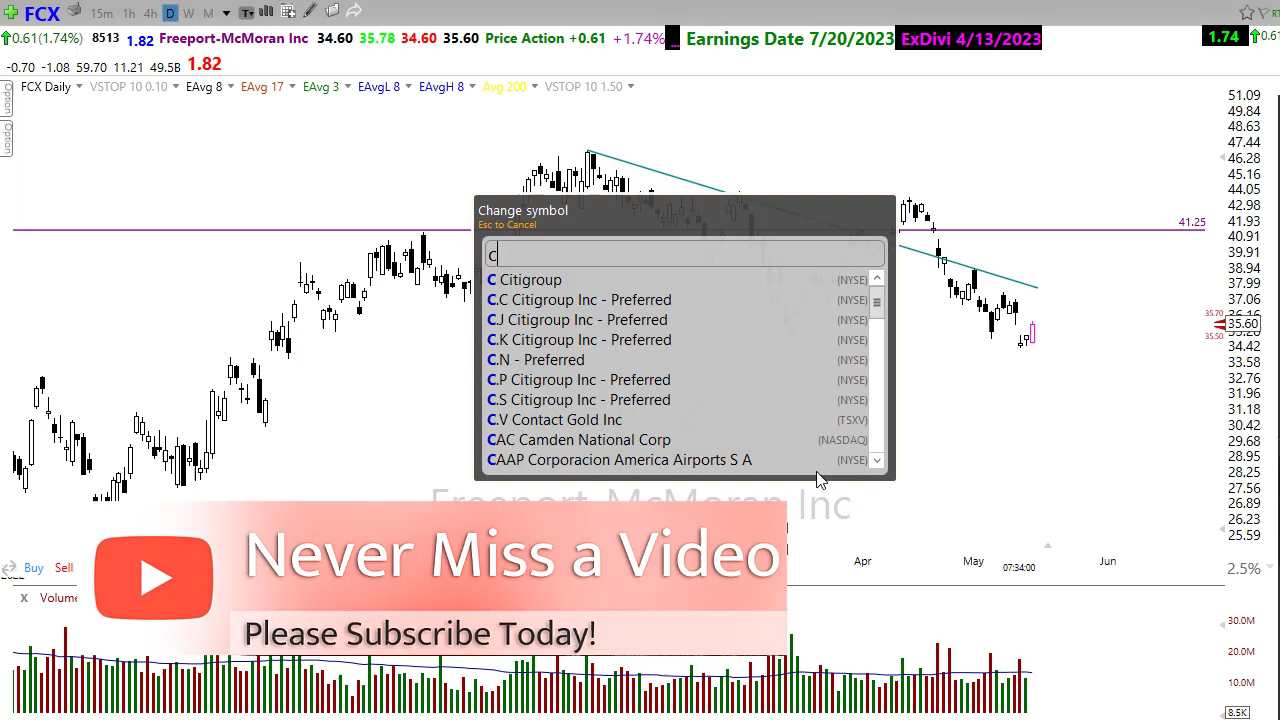 FCX 15m 1h 4h D W M T
0.61(1.74%) 8513 1.82 Freeport-McMoran Inc 34.60 35.78 34.60 35.60 Price Action +0.61 +1.74% ... Earnings Date 7/20/2023 ExDivi 4/13/2023 1.74 0.61
-0.70 -1.08 59.70 11.21 49.5B 1.82
FCX Daily VSTOP 10 0.10 EAvg 8 EAvg 17 EAvg 3 EAvgL 8 EAvgH 8 Avg 200 VSTOP 10 1.50
Option
Option
51.09
49.84
48.63
47.44
46.28
45.16
44.05
42.98
41.25
41.93
40.91
39.91
38.94
37.99
37.06
35.70
35.60
35.50
34.42
33.58
32.76
31.96
31.18
30.42
29.68
28.95
28.25
27.56
26.89
26.23
25.59
Change symbol
Esc to Cancel
C
C Citigroup (NYSE)
C.C Citigroup Inc - Preferred (NYSE)
C.J Citigroup Inc - Preferred (NYSE)
C.K Citigroup Inc - Preferred (NYSE)
C.N - Preferred (NYSE)
C.P Citigroup Inc - Preferred (NYSE)
C.S Citigroup Inc - Preferred (NYSE)
C.V Contact Gold Inc (TSXV)
CAC Camden National Corp (NASDAQ)
CAAP Corporacion America Airports S A (NYSE)
Freeport-McMoran Inc
Never Miss a Video
Please Subscribe Today!
Buy Sell
Apr May 07:34:00 Jun
2.5%
X Volume
30.0M
20.0M
10.0M
8.5K